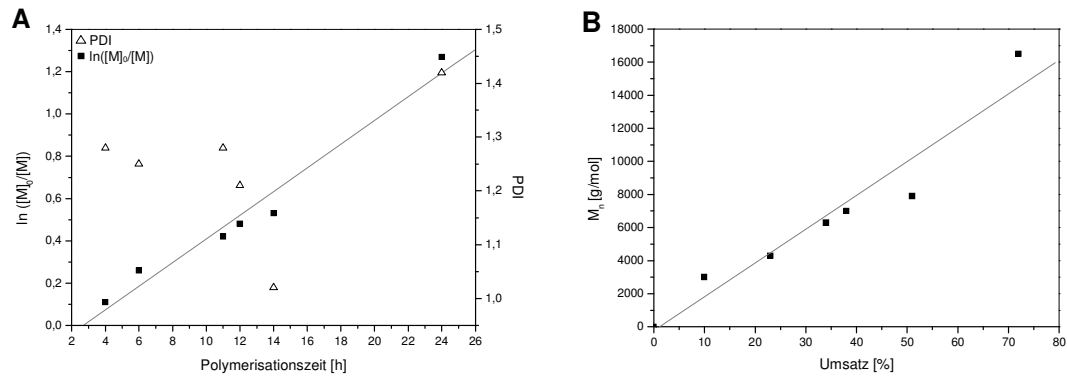 A
△ PDI
■ ln([M]₀/[M])
1,4
1,2
1,0
0,8
0,6
0,4
0,2
0,0
ln ([M]₀/[M])
1,5
1,4
1,3
1,2
1,1
1,0
PDI
2 4 6 8 10 12 14 16 18 20 22 24 26
Polymerisationszeit [h]
B
18000
16000
14000
12000
10000
8000
6000
4000
2000
0
Mₙ [g/mol]
0 10 20 30 40 50 60 70 80
Umsatz [%]